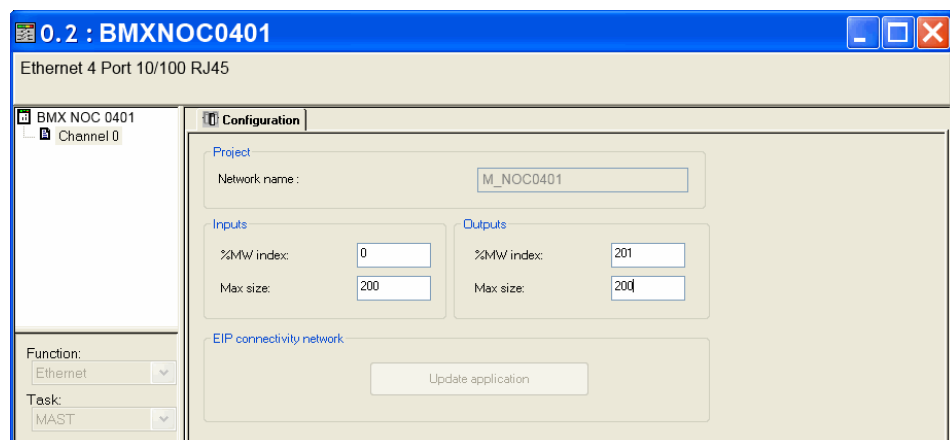 0.2 : BMXNOC0401
Ethernet 4 Port 10/100 RJ45
BMX NOC 0401
Channel 0
Configuration
Project
Network name :
M_NOC0401
Inputs
%MW index:
0
Max size:
200
Outputs
%MW index:
201
Max size:
200
EIP connectivity network
Update application
Function:
Ethernet
Task:
MAST